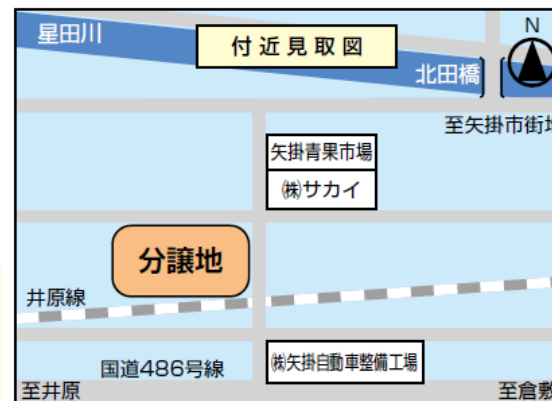 星田川
付近見取図
N
北田橋
至矢掛市街地
矢掛青果市場
㈱サカイ
分譲地
井原線
国道486号線
㈱矢掛自動車整備工場
至井原
至倉敷